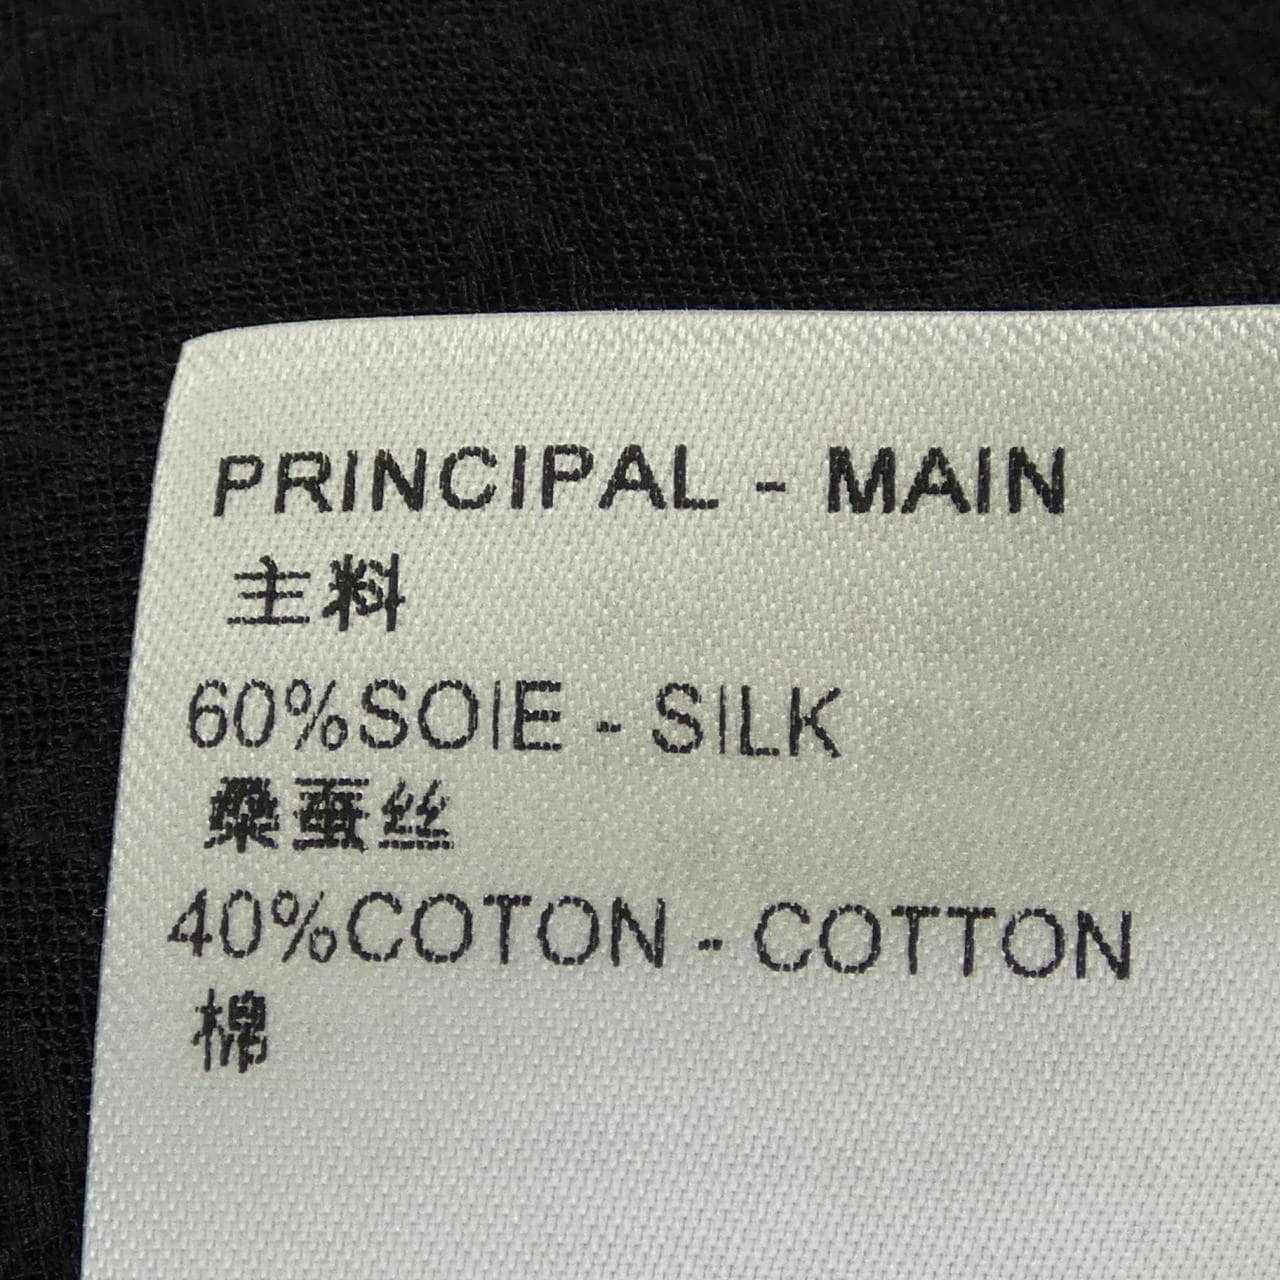 PRINCIPAL - MAIN
主料
60%SOIE - SILK
桑蚕丝
40%COTON - COTTON
棉